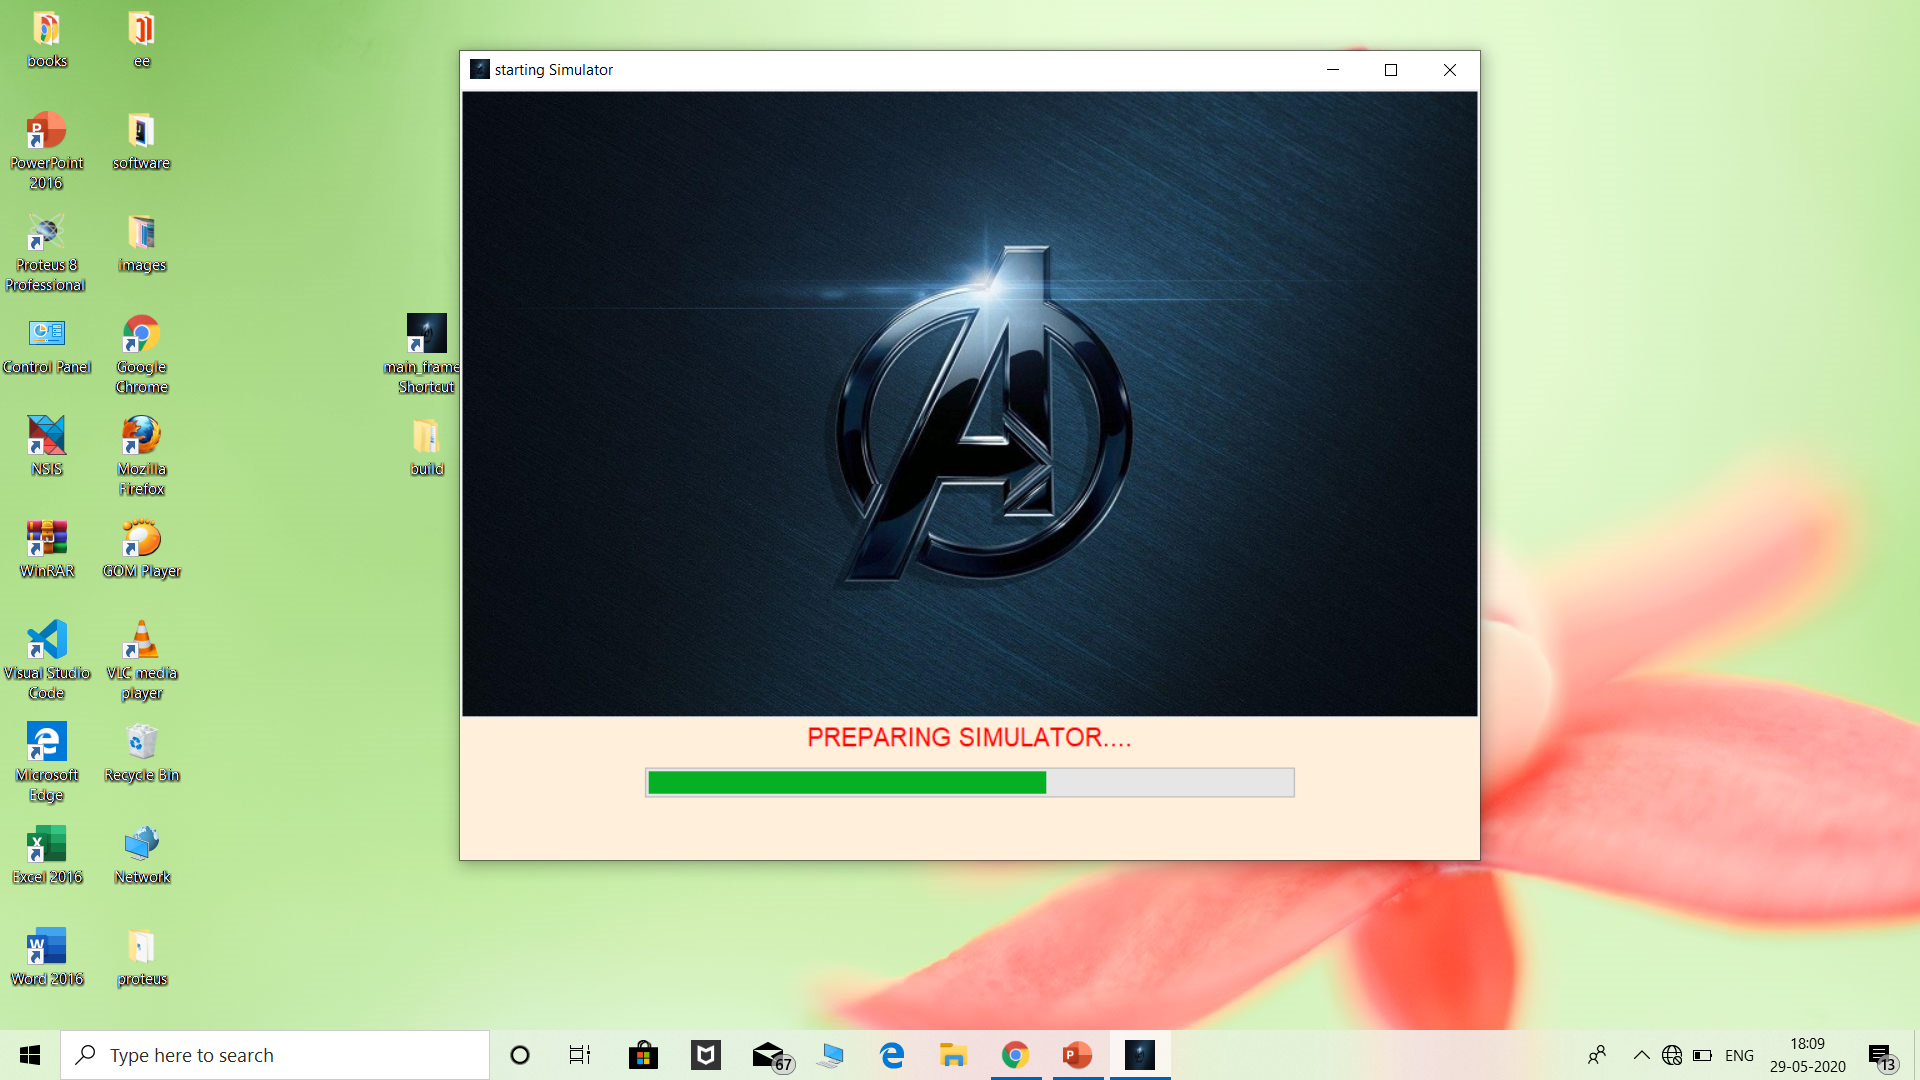 books
ee
PowerPoint
2016
software
Proteus 8
Professional
images
Control Panel
Google
Chrome
main_frame
Shortcut
NSIS
Mozilla
Firefox
build
WinRAR
GOM Player
Visual Studio
Code
VLC media
player
Microsoft
Edge
Recycle Bin
Excel 2016
Network
Word 2016
proteus
starting Simulator
PREPARING SIMULATOR....
Type here to search
67
ENG
18:09
29-05-2020
13